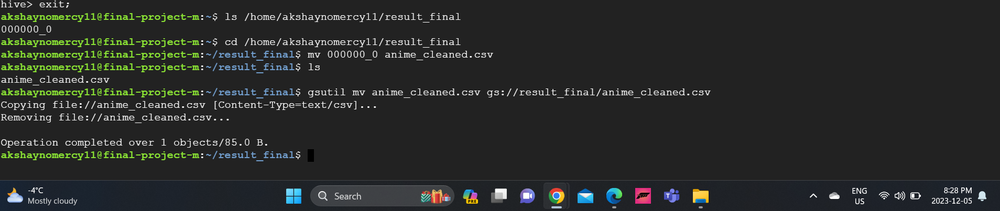 hive> exit;
akshaynomercy11@final-project-m:~$ ls /home/akshaynomercy11/result_final
000000_0
akshaynomercy11@final-project-m:~$ cd /home/akshaynomercy11/result_final
akshaynomercy11@final-project-m:~/result_final$ mv 000000_0 anime_cleaned.csv
akshaynomercy11@final-project-m:~/result_final$ ls
anime_cleaned.csv
akshaynomercy11@final-project-m:~/result_final$ gsutil mv anime_cleaned.csv gs://result_final/anime_cleaned.csv
Copying file://anime_cleaned.csv [Content-Type=text/csv]...
Removing file://anime_cleaned.csv...
Operation completed over 1 objects/85.0 B.
akshaynomercy11@final-project-m:~/result_final$
-4°C
Mostly cloudy
Search
PRE
T
ENG
US
8:28 PM
2023-12-05